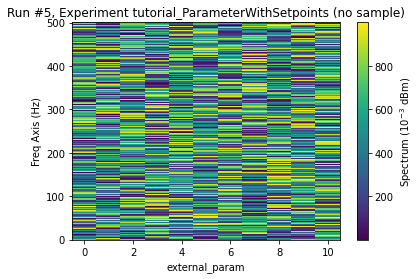 Run #5, Experiment tutorial_ParameterWithSetpoints (no sample)
500
400
300
200
100
0
Freq Axis (Hz)
0 2 4 6 8 10
external_param
800
600
400
200
Spectrum (10⁻³ dBm)